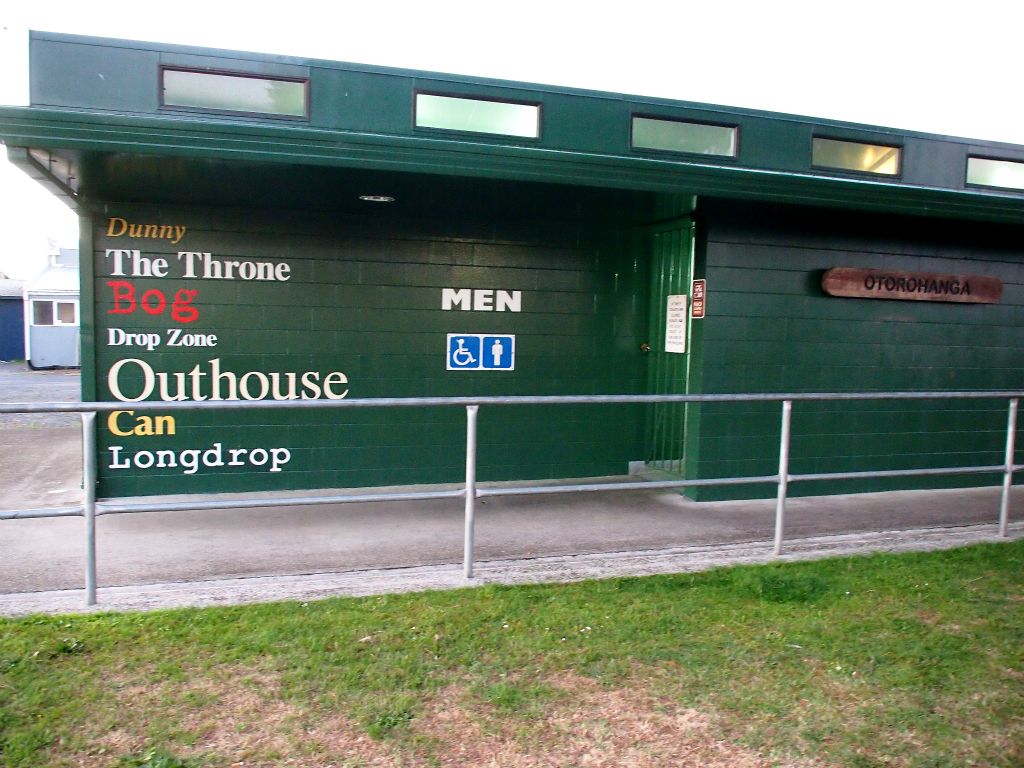 Dunny
The Throne
Bog
Drop Zone
Outhouse
Can
Longdrop
MEN
OTOROHANGA